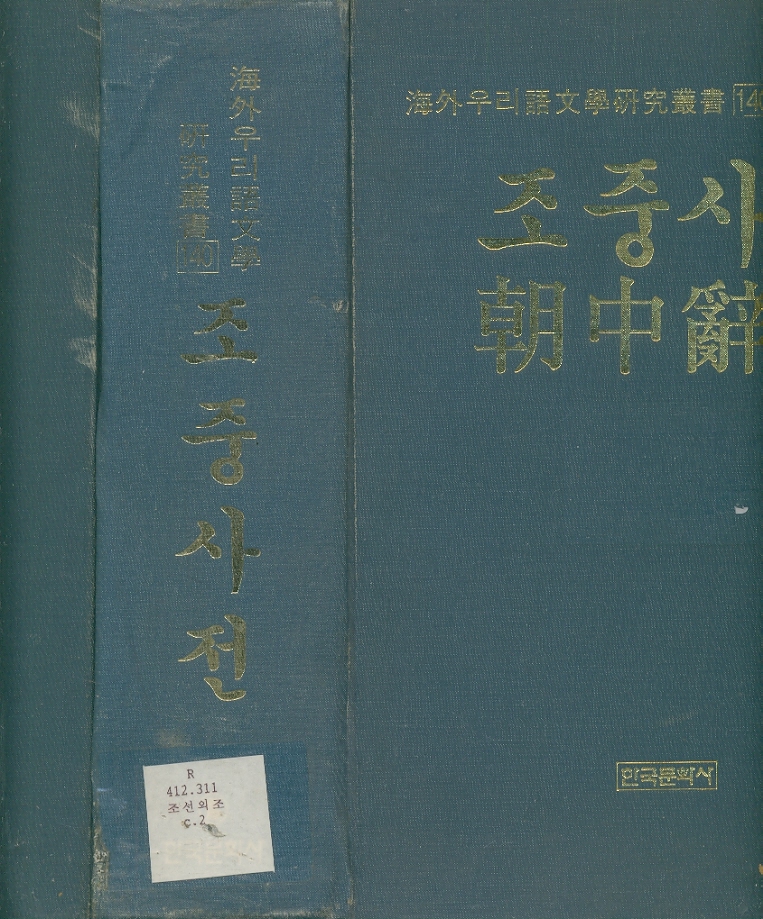 海外우리語文學
研究叢書 140
조중사전
R
412.311
조선의조
c.2
海外우리語文學研究叢書 140
조중사
朝中辭
한국문화사